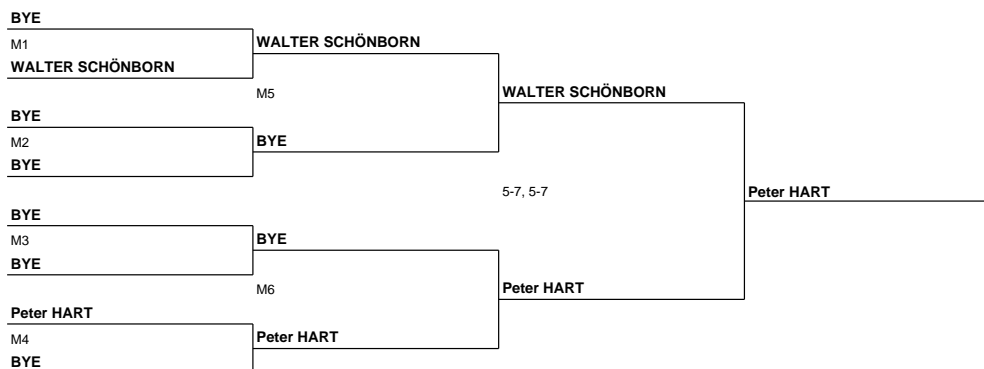 BYE
M1
WALTER SCHÖNBORN
WALTER SCHÖNBORN
M5
WALTER SCHÖNBORN
BYE
M2
BYE
BYE
5-7, 5-7
Peter HART
BYE
M3
BYE
BYE
M6
Peter HART
Peter HART
M4
BYE
Peter HART